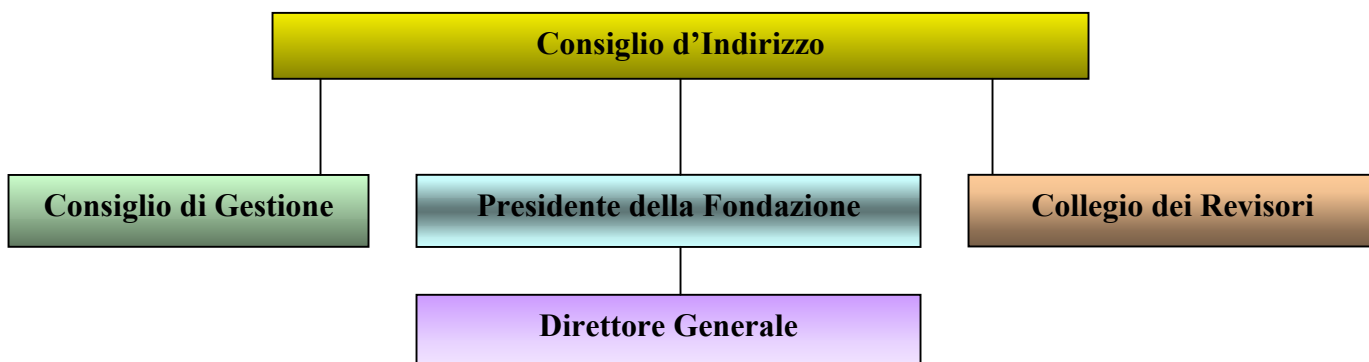 Consiglio d’Indirizzo
Consiglio di Gestione
Presidente della Fondazione
Collegio dei Revisori
Direttore Generale